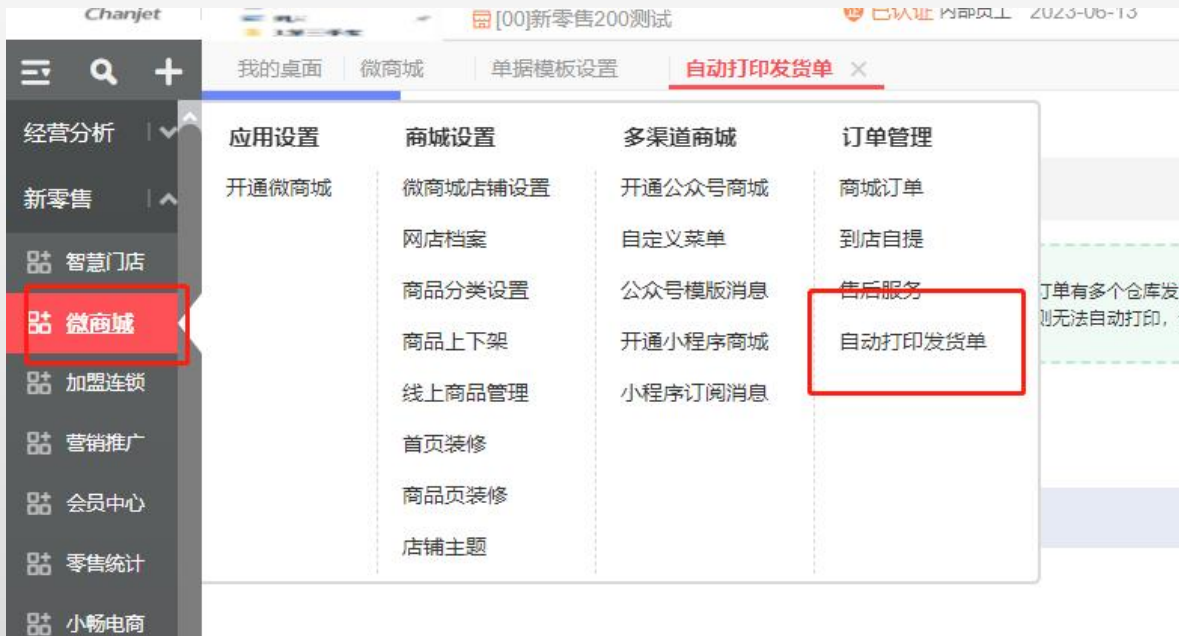 Chanjet
[00]新零售200测试
已认证 内部员工 2023-06-13
我的桌面 微商城 单据模板设置 自动打印发货单
经营分析
新零售
智慧门店
微商城
加盟连锁
营销推广
会员中心
零售统计
小畅电商
应用设置
开通微商城
商城设置
微商城店铺设置
网店档案
商品分类设置
商品上下架
线上商品管理
首页装修
商品页装修
店铺主题
多渠道商城
开通公众号商城
自定义菜单
公众号模版消息
开通小程序商城
小程序订阅消息
订单管理
商城订单
到店自提
售后服务
自动打印发货单
订单有多个仓库发
则无法自动打印，